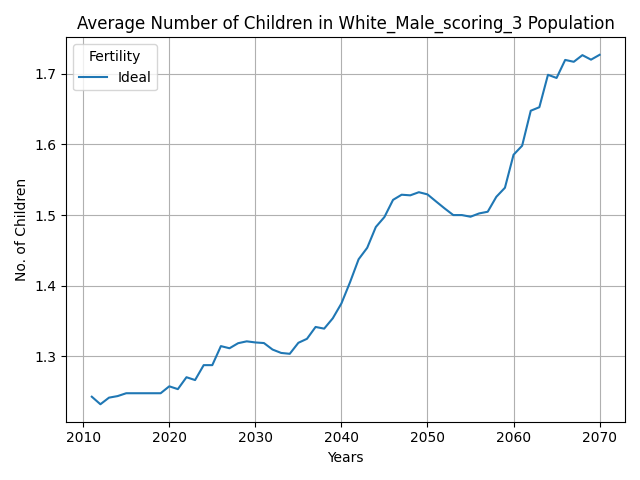 Average Number of Children in White_Male_scoring_3 Population
Fertility
Ideal
No. of Children
1.7
1.6
1.5
1.4
1.3
2010 2020 2030 2040 2050 2060 2070
Years